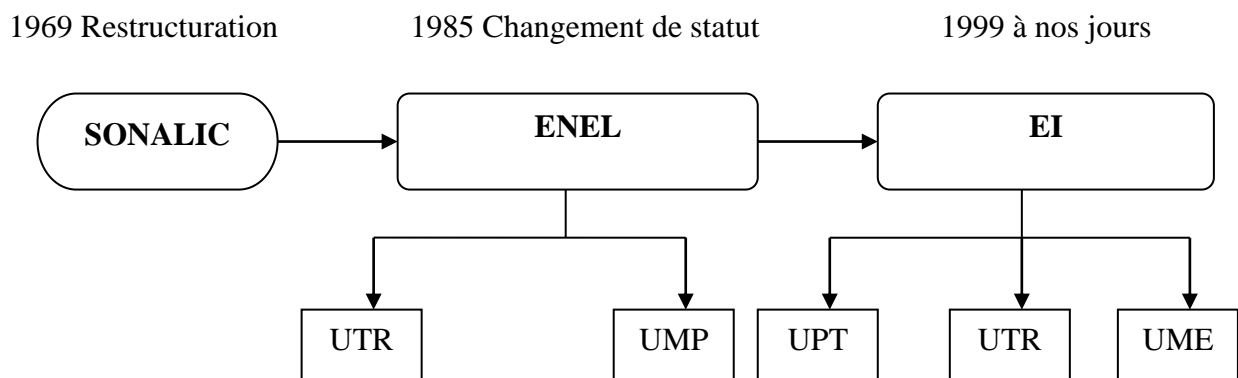 1969 Restructuration 1985 Changement de statut 1999 à nos jours
SONALIC ENEL EI
UTR UMP UPT UTR UME